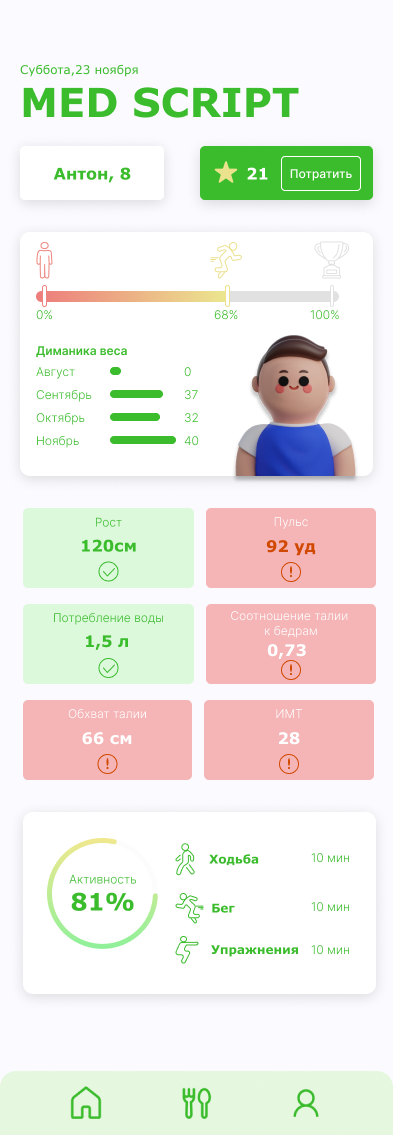 Суббота,23 ноября
MED SCRIPT
Антон, 8
21 Потратить
0% 68% 100%
Диманика веса
Август 0
Сентябрь 37
Октябрь 32
Ноябрь 40
Рост
120см
Пульс
92 уд
Потребление воды
1,5 л
Соотношение талии
к бедрам
0,73
Обхват талии
66 см
ИМТ
28
Активность
81%
Ходьба 10 мин
Бег 10 мин
Упражнения 10 мин